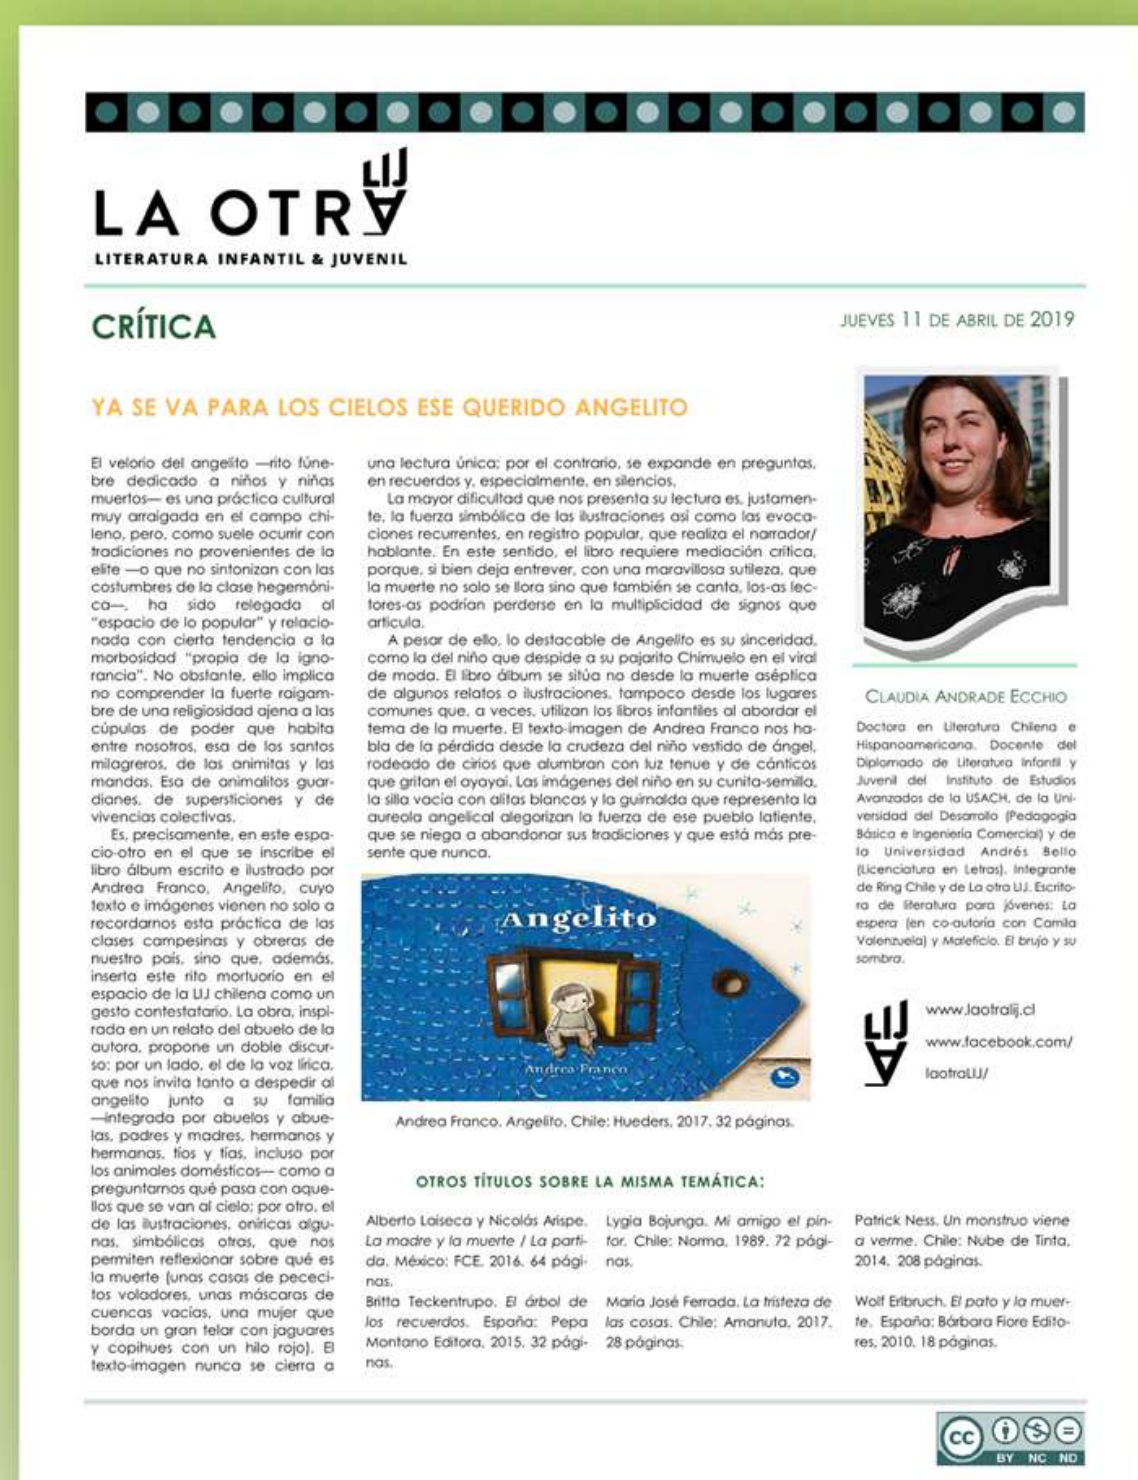 LA OTRA LIJ
LITERATURA INFANTIL & JUVENIL
CRÍTICA
JUEVES 11 DE ABRIL DE 2019
YA SE VA PARA LOS CIELOS ESE QUERIDO ANGELITO
El velorio del angelito —rito fúne-
bre dedicado a niños y niñas
muertos— es una práctica cultural
muy arraigada en el campo chi-
leno, pero, como suele ocurrir con
tradiciones no provenientes de la
elite —o que no sintonizan con las
costumbres de la clase hegemóni-
ca—, ha sido relegada al
"espacio de lo popular" y relacio-
nada con cierta tendencia a la
morbosidad "propia de la igno-
rancia". No obstante, ello implica
no comprender la fuerte raigam-
bre de una religiosidad ajena a las
cúpulas de poder que habita
entre nosotros, esa de los santos
milagreros, de las animitas y las
mandas. Esa de animalitos guar-
dianes, de supersticiones y de
vivencias colectivas.
Es, precisamente, en este espa-
cio-otro en el que se inscribe el
libro álbum escrito e ilustrado por
Andrea Franco, Angelito, cuyo
texto e imágenes vienen no solo a
recordarnos esta práctica de las
clases campesinas y obreras de
nuestro país, sino que, además,
inserta este rito mortuorio en el
espacio de la LIJ chilena como un
gesto contestatario. La obra, inspi-
rada en un relato del abuelo de la
autora, propone un doble discur-
so: por un lado, el de la voz lírica,
que nos invita tanto a despedir al
angelito junto a su familia
—integrada por abuelos y abue-
las, padres y madres, hermanos y
hermanas, tíos y tías, incluso por
los animales domésticos— como a
preguntarnos qué pasa con aque-
llos que se van al cielo; por otro, el
de las ilustraciones, oníricas algu-
nas, simbólicas otras, que nos
permiten reflexionar sobre qué es
la muerte (unas casas de pececi-
tos voladores, unas máscaras de
cuencas vacías, una mujer que
borda un gran telar con jaguares
y copihues con un hilo rojo). El
texto-imagen nunca se cierra a
una lectura única; por el contrario, se expande en preguntas,
en recuerdos y, especialmente, en silencios.
La mayor dificultad que nos presenta su lectura es, justamen-
te, la fuerza simbólica de las ilustraciones así como las evoca-
ciones recurrentes, en registro popular, que realiza el narrador/
hablante. En este sentido, el libro requiere mediación crítica,
porque, si bien deja entrever, con una maravillosa sutileza, que
la muerte no solo se llora sino que también se canta, los-as lec-
tores-as podrían perderse en la multiplicidad de signos que
articula.
A pesar de ello, lo destacable de Angelito es su sinceridad,
como la del niño que despide a su pajarito Chimuelo en el viral
de moda. El libro álbum se sitúa no desde la muerte aséptica
de algunos relatos o ilustraciones, tampoco desde los lugares
comunes que, a veces, utilizan los libros infantiles al abordar el
tema de la muerte. El texto-imagen de Andrea Franco nos ha-
bla de la pérdida desde la crudeza del niño vestido de ángel,
rodeado de cirios que alumbran con luz tenue y de cánticos
que gritan el ayayai. Las imágenes del niño en su cunita-semilla,
la silla vacía con alitas blancas y la guirnalda que representa la
aureola angelical alegorizan la fuerza de ese pueblo latiente,
que se niega a abandonar sus tradiciones y que está más pre-
sente que nunca.
Angelito
Andrea Franco
Andrea Franco. Angelito. Chile: Hueders, 2017. 32 páginas.
CLAUDIA ANDRADE ECCHIO
Doctora en Literatura Chilena e
Hispanoamericana. Docente del
Diplomado de Literatura Infantil y
Juvenil del Instituto de Estudios
Avanzados de la USACH, de la Uni-
versidad del Desarrollo (Pedagogía
Básica e Ingeniería Comercial) y de
la Universidad Andrés Bello
(Licenciatura en Letras). Integrante
de Ring Chile y de La otra LIJ. Escrito-
ra de literatura para jóvenes: La
espera (en co-autoría con Camila
Valenzuela) y Maleficio. El brujo y su
sombra.
LIJ
A
www.laotralij.cl
www.facebook.com/
laotraLIJ/
OTROS TÍTULOS SOBRE LA MISMA TEMÁTICA:
Alberto Laiseca y Nicolás Arispe.
La madre y la muerte / La parti-
da. México: FCE, 2016. 64 pági-
nas.
Britta Teckentrupo. El árbol de
los recuerdos. España: Pepa
Montano Editora, 2015. 32 pági-
nas.
Lygia Bojunga. Mi amigo el pin-
tor. Chile: Norma, 1989. 72 pági-
nas.
María José Ferrada. La tristeza de
las cosas. Chile: Amanuta, 2017.
28 páginas.
Patrick Ness. Un monstruo viene
a verme. Chile: Nube de Tinta,
2014. 208 páginas.
Wolf Erlbruch. El pato y la muer-
te. España: Bárbara Fiore Edito-
res, 2010. 18 páginas.
cc
BY NC ND